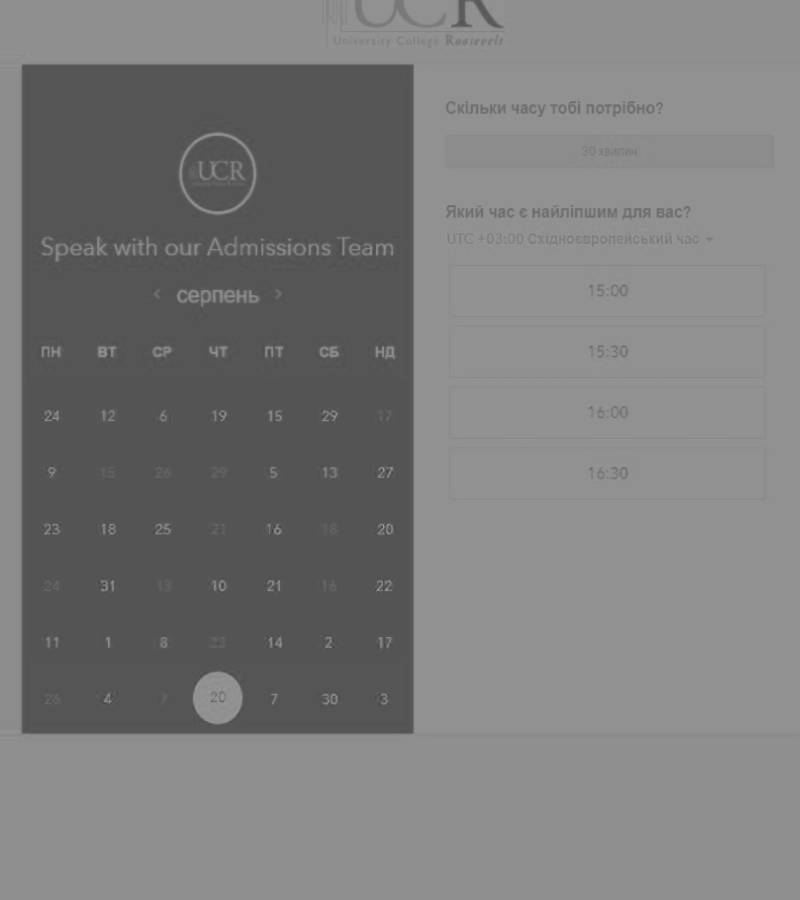 UCR
University College Roosevelt
UCR
Speak with our Admissions Team
серпень
ПН ВТ СР ЧТ ПТ СБ НД
24 12 6 19 15 29 17
9 15 26 29 5 13 27
23 18 25 21 16 18 20
24 31 13 10 21 16 22
11 1 8 23 14 2 17
26 4 7 20 7 30 3
Скільки часу тобі потрібно?
30 хвилин
Який час є найліпшим для вас?
UTC +03:00 Східноєвропейський час
15:00
15:30
16:00
16:30